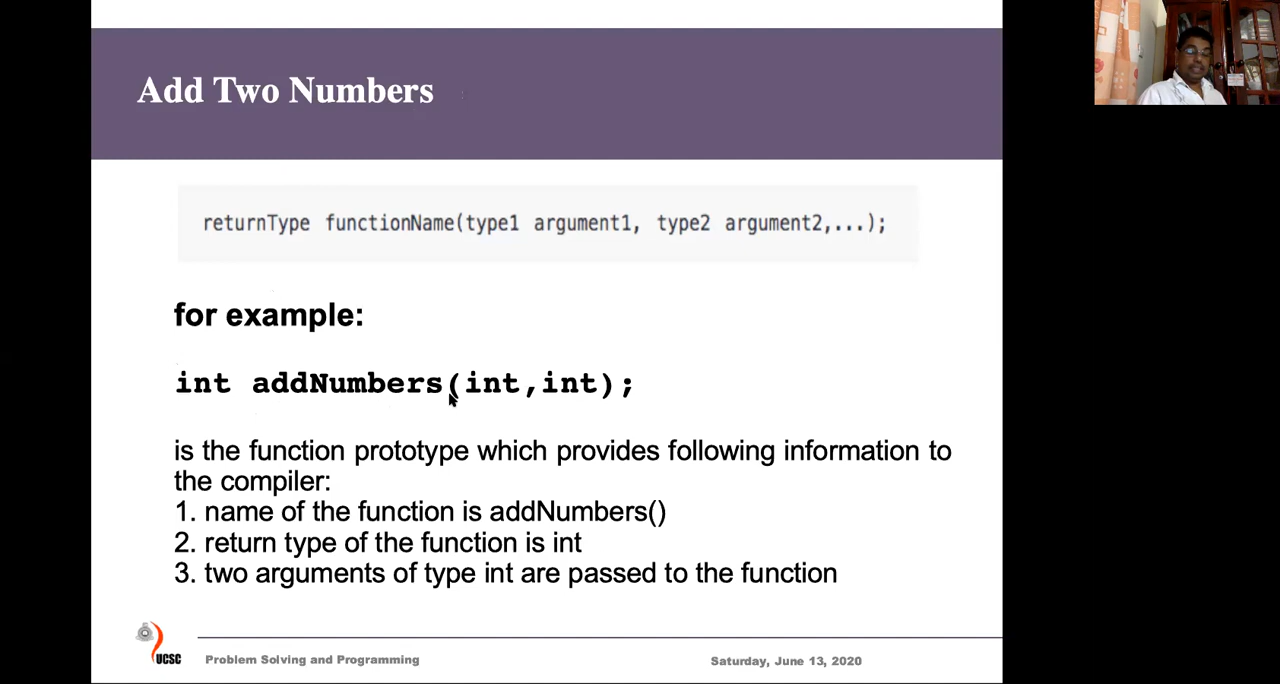 Add Two Numbers
returnType functionName(type1 argument1, type2 argument2,...);
for example:
int addNumbers(int,int);
is the function prototype which provides following information to
the compiler:
1. name of the function is addNumbers()
2. return type of the function is int
3. two arguments of type int are passed to the function
UCSC
Problem Solving and Programming
Saturday, June 13, 2020